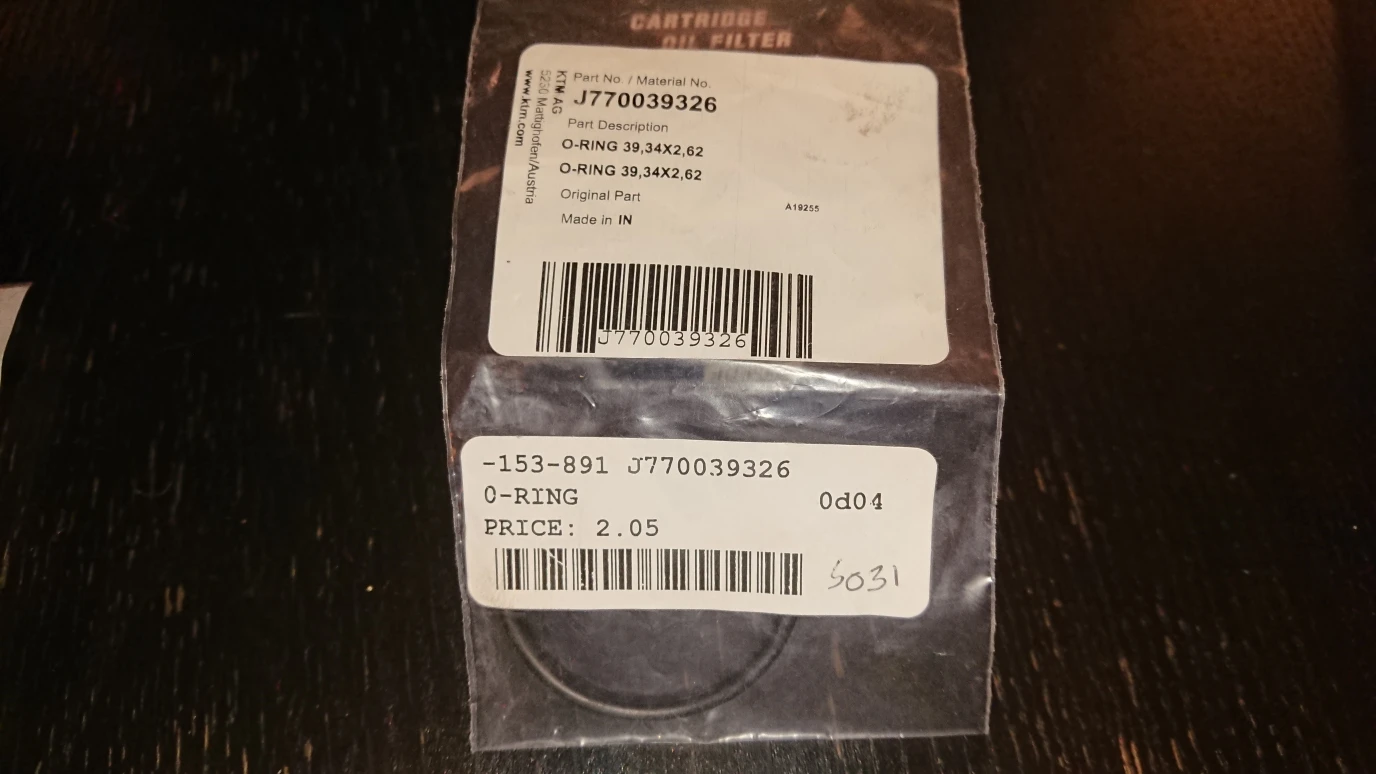 CARTRIDGE
OIL FILTER
KTM AG
5230 Mattighofen/Austria
www.ktm.com
Part No. / Material No.
J770039326
Part Description
O-RING 39,34X2,62
O-RING 39,34X2,62
Original Part
A19255
Made in IN
J770039326
-153-891 J770039326
O-RING 0d04
PRICE: 2.05
5031